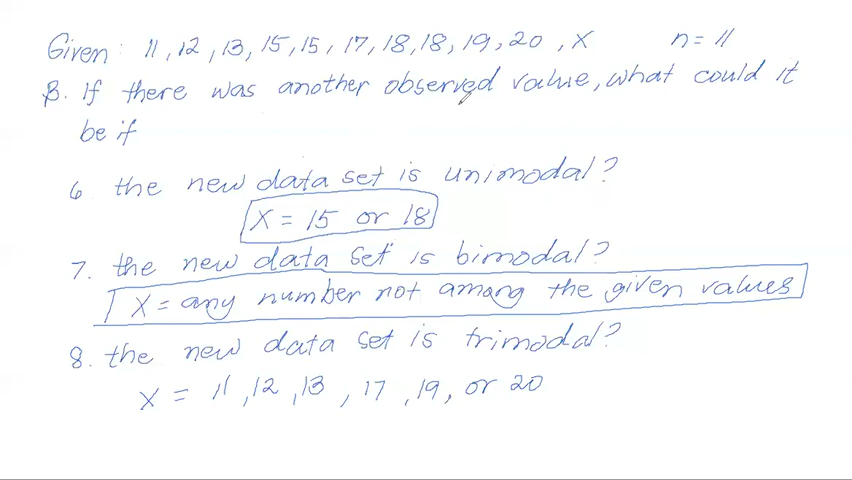 Given: 11, 12, 13, 15, 15, 17, 18, 18, 19, 20, X n = 11
B. If there was another observed value, what could it
be if
6 the new data set is unimodal?
X = 15 or 18
7. the new data set is bimodal?
X = any number not among the given values
8. the new data set is trimodal?
X = 11, 12, 13, 17, 19, or 20